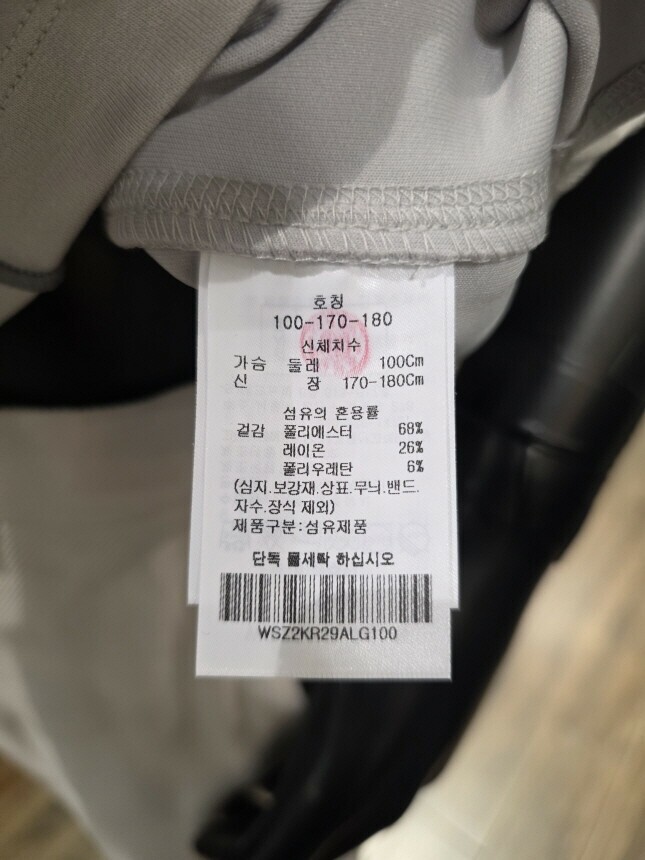 호칭
100-170-180
신체치수
가슴 둘레 100Cm
신 장 170-180Cm
섬유의 혼용률
겉감 폴리에스터 68%
레이온 26%
폴리우레탄 6%
(심지.보강재.상표.무늬.밴드.
자수.장식 제외)
제품구분:섬유제품
단독 물세탁 하십시오
WSZ2KR29ALG100